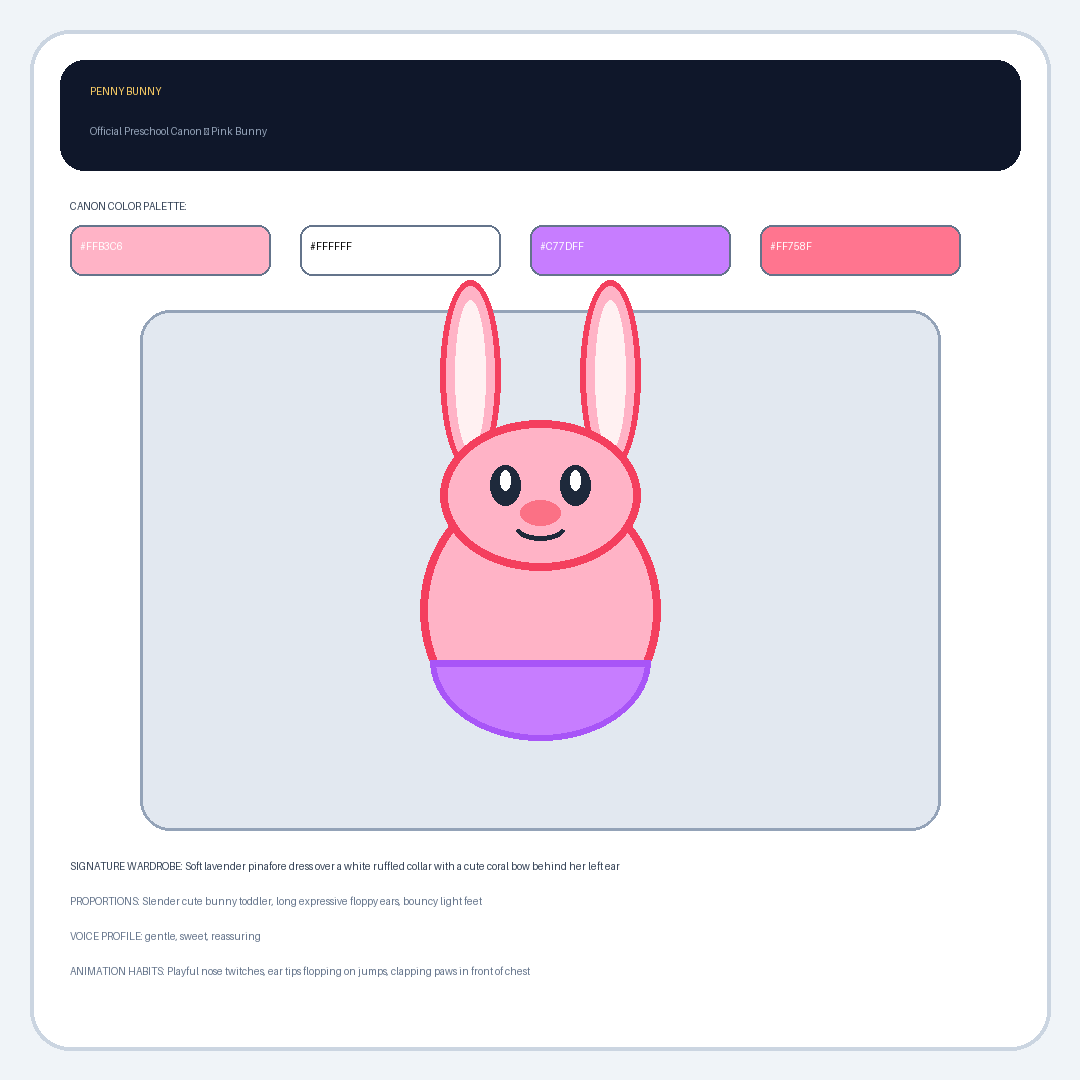 PENNY BUNNY
Official Preschool Canon ▯ Pink Bunny
CANON COLOR PALETTE:
#FFB3C6
#FFFFFF
#C77DFF
#FF758F
SIGNATURE WARDROBE: Soft lavender pinafore dress over a white ruffled collar with a cute coral bow behind her left ear
PROPORTIONS: Slender cute bunny toddler, long expressive floppy ears, bouncy light feet
VOICE PROFILE: gentle, sweet, reassuring
ANIMATION HABITS: Playful nose twitches, ear tips flopping on jumps, clapping paws in front of chest